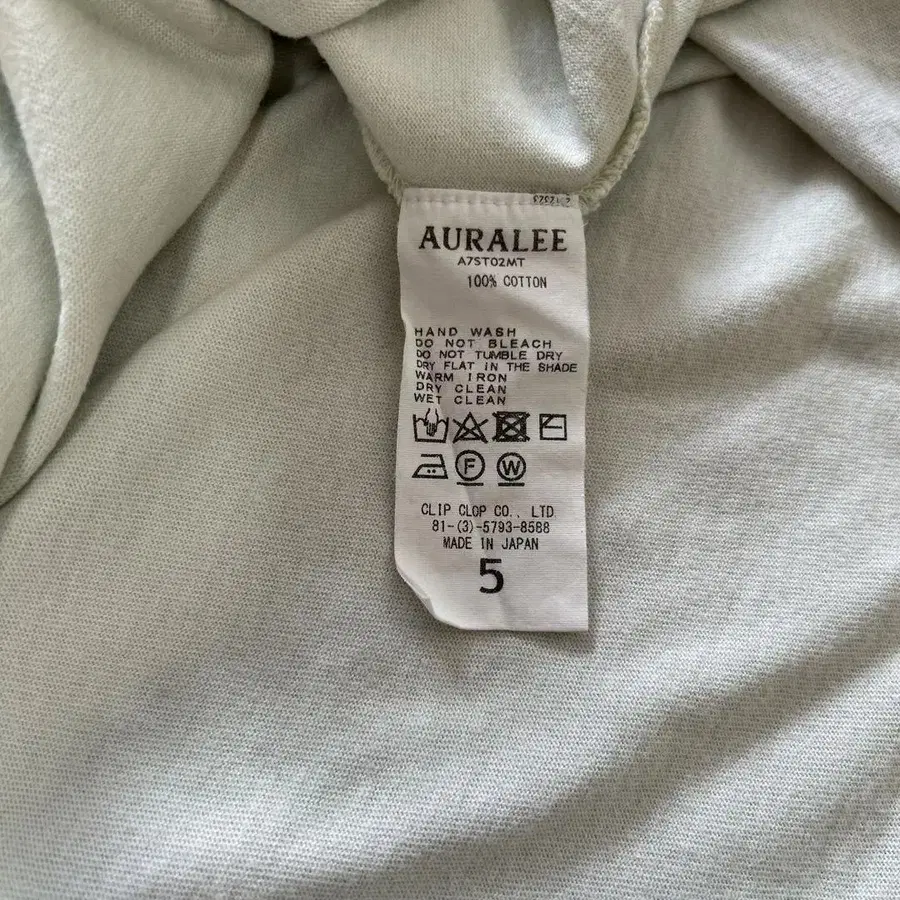 AURALEE
A7ST02MT
100% COTTON
HAND WASH
DO NOT BLEACH
DO NOT TUMBLE DRY
DRY FLAT IN THE SHADE
WARM IRON
DRY CLEAN
WET CLEAN
F W
CLIP CLOP CO., LTD
81-(3)-5793-8588
MADE IN JAPAN
5